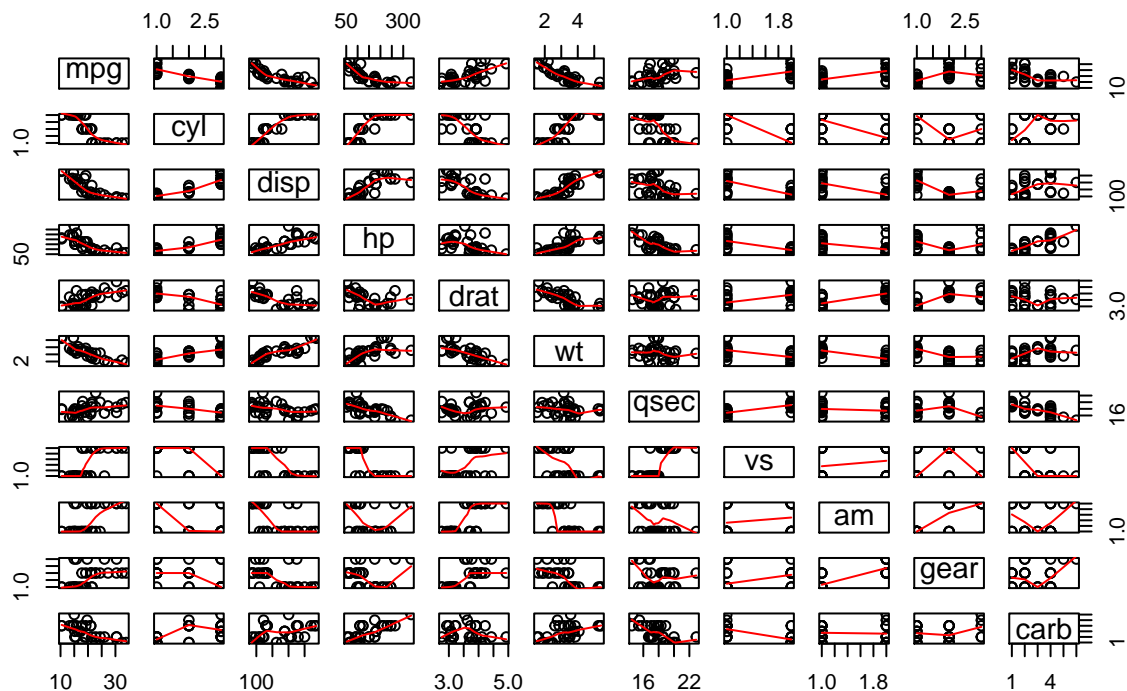 1.0 2.5 50 300 2 4 1.0 1.8 1.0 2.5
mpg 10
1.0 cyl
disp 100
50 hp
drat 3.0
2 wt
qsec 16
1.0 vs
am 1.0
1.0 gear
carb 1
10 30 100 3.0 5.0 16 22 1.0 1.8 1 4